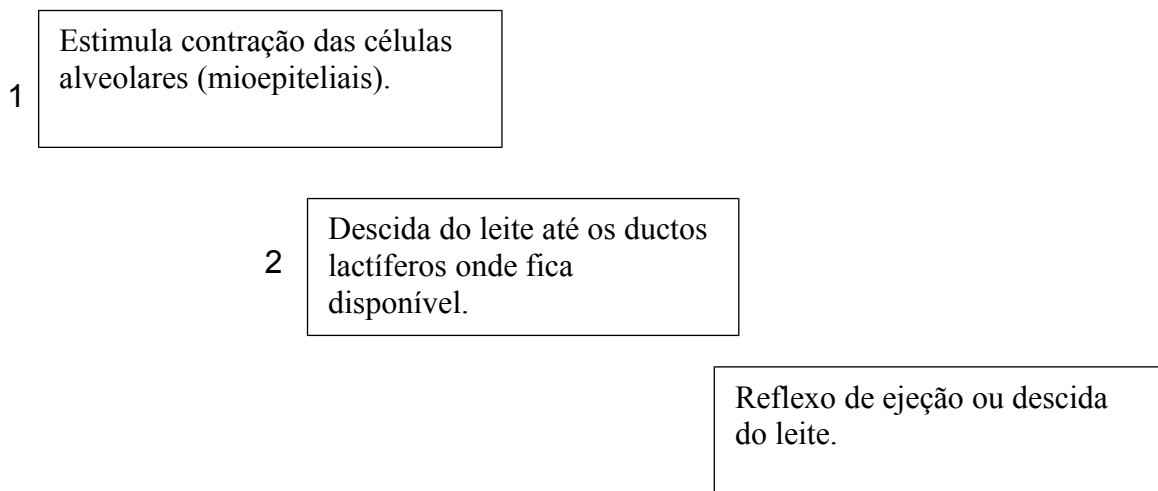 Estimula contração das células
alveolares (mioepiteliais).
1
Descida do leite até os ductos
lactíferos onde fica
disponível.
2
Reflexo de ejeção ou descida
do leite.